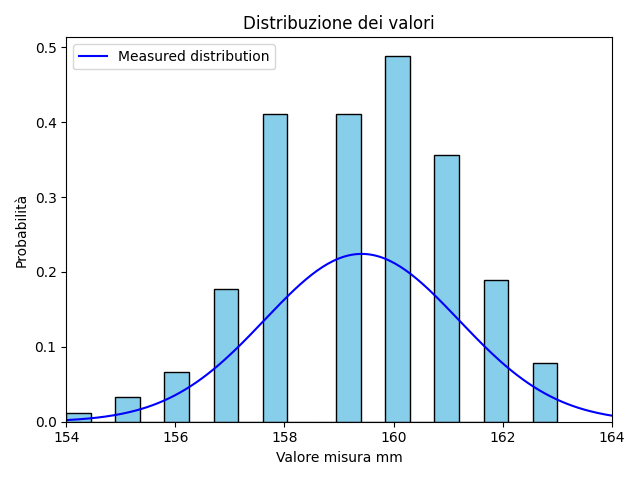 Distribuzione dei valori
Measured distribution
Probabilità
0.5
0.4
0.3
0.2
0.1
0.0
154 156 158 160 162 164
Valore misura mm